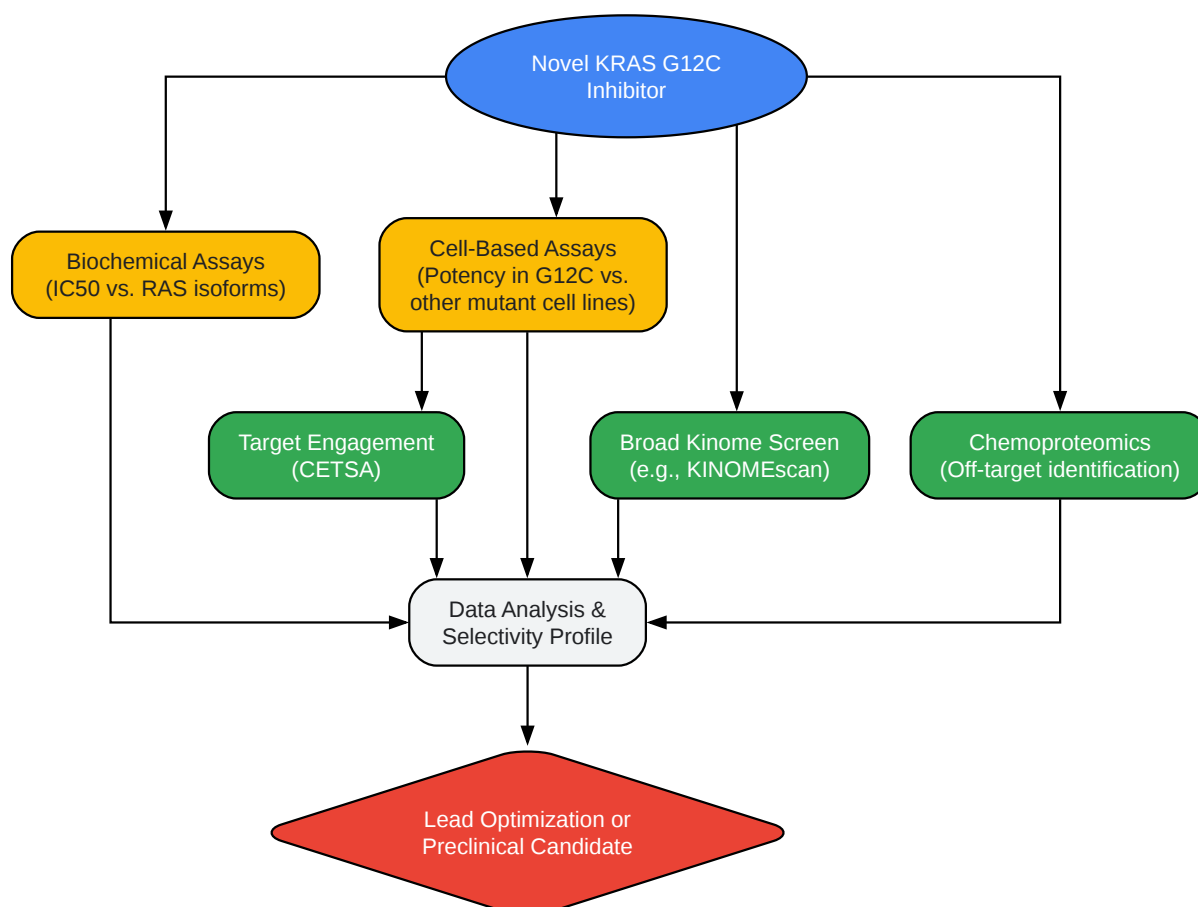 Novel KRAS G12C
Inhibitor
Biochemical Assays
(IC50 vs. RAS isoforms)
Cell-Based Assays
(Potency in G12C vs.
other mutant cell lines)
Target Engagement
(CETSA)
Broad Kinome Screen
(e.g., KINOMEscan)
Chemoproteomics
(Off-target identification)
Data Analysis &
Selectivity Profile
Lead Optimization or
Preclinical Candidate